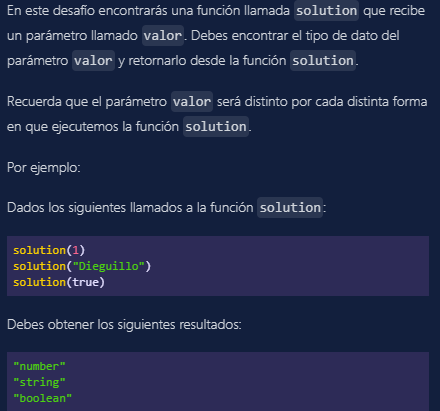 En este desafío encontrarás una función llamada solution que recibe
un parámetro llamado valor. Debes encontrar el tipo de dato del
parámetro valor y retornarlo desde la función solution.
Recuerda que el parámetro valor será distinto por cada distinta forma
en que ejecutemos la función solution.
Por ejemplo:
Dados los siguientes llamados a la función solution:
solution(1)
solution("Dieguillo")
solution(true)
Debes obtener los siguientes resultados:
"number"
"string"
"boolean"